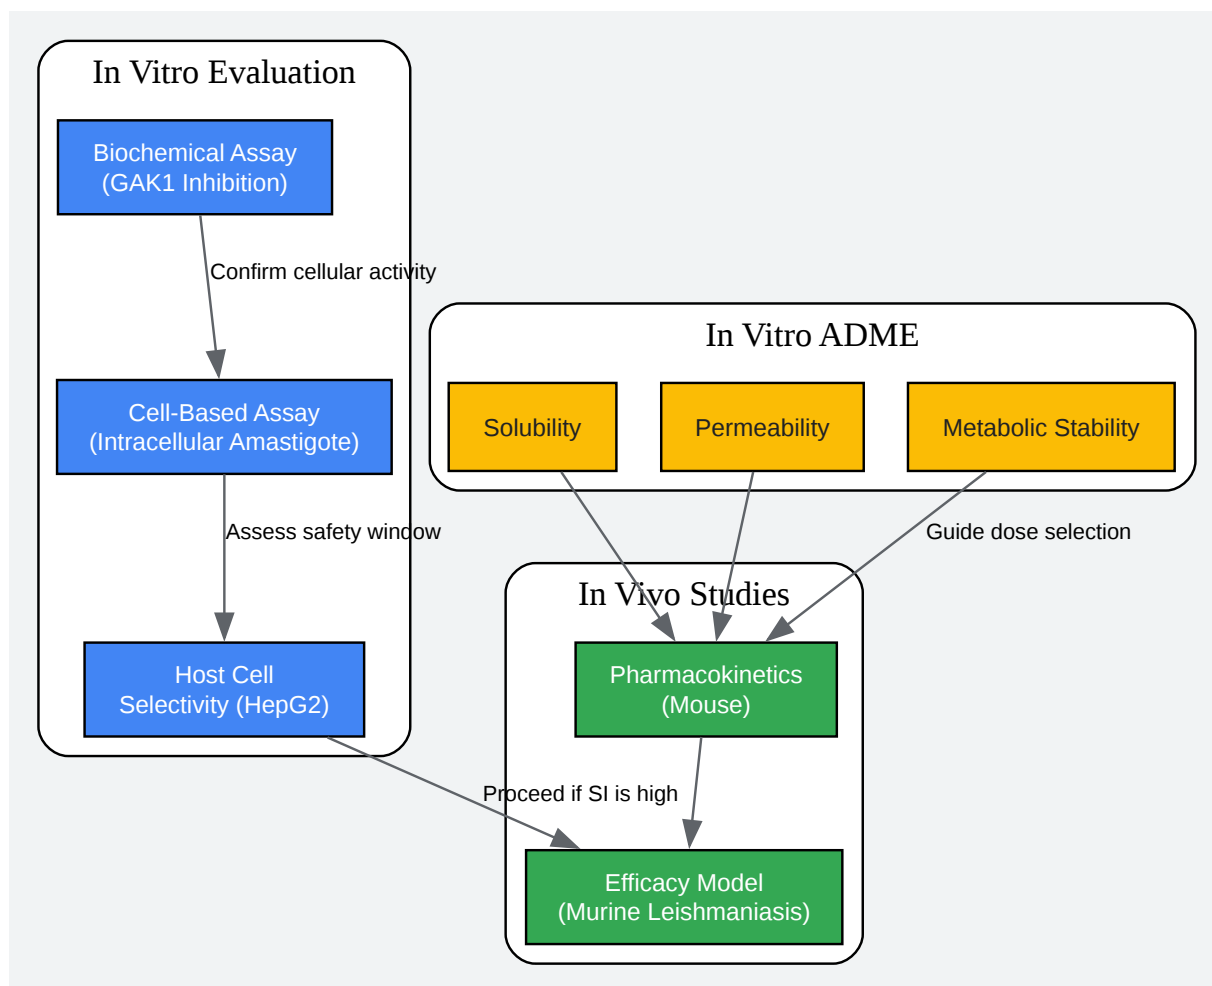 In Vitro Evaluation
Biochemical Assay
(GAK1 Inhibition)
Confirm cellular activity
Cell-Based Assay
(Intracellular Amastigote)
Assess safety window
Host Cell
Selectivity (HepG2)
In Vitro ADME
Solubility
Permeability
Metabolic Stability
Guide dose selection
In Vivo Studies
Pharmacokinetics
(Mouse)
Proceed if SI is high
Efficacy Model
(Murine Leishmaniasis)